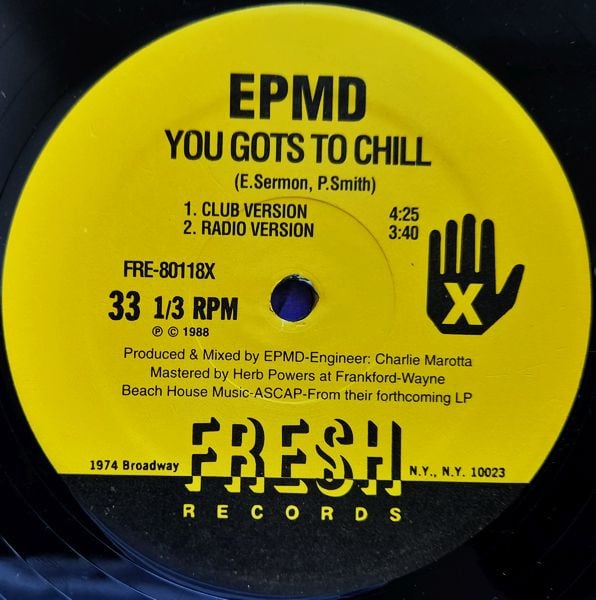 EPMD
YOU GOTS TO CHILL
(E.Sermon, P.Smith)
1. CLUB VERSION 4:25
2. RADIO VERSION 3:40
X
FRE-80118X
33 1/3 RPM
℗ © 1988
Produced & Mixed by EPMD-Engineer: Charlie Marotta
Mastered by Herb Powers at Frankford-Wayne
Beach House Music-ASCAP-From their forthcoming LP
1974 Broadway FRESH N.Y., N.Y. 10023
RECORDS